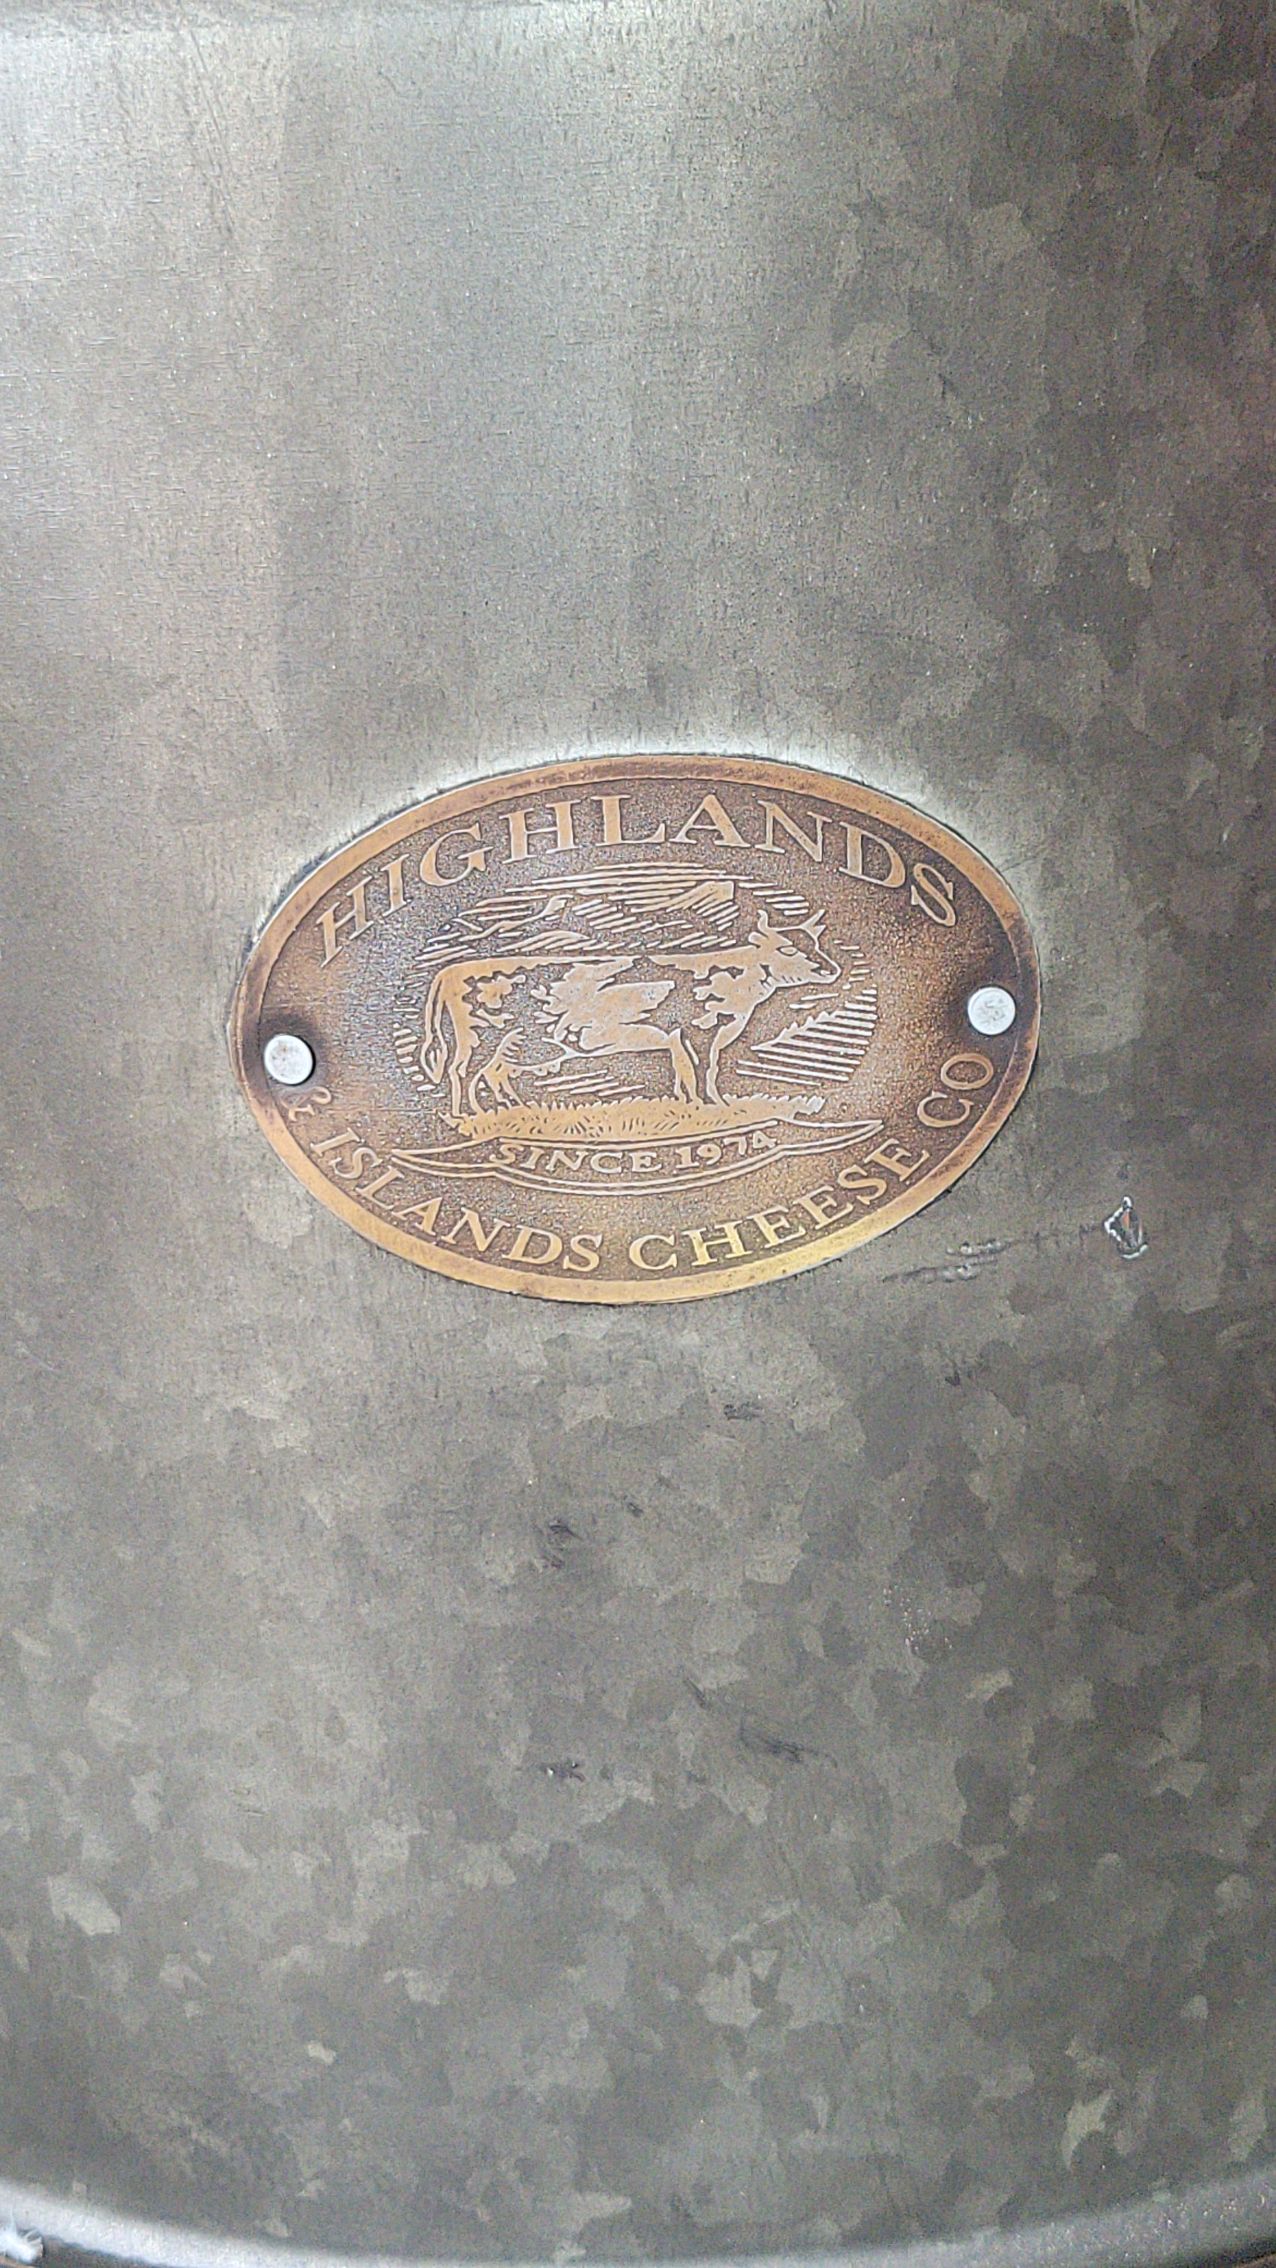 HIGHLANDS
& ISLANDS CHEESE CO
SINCE 1974